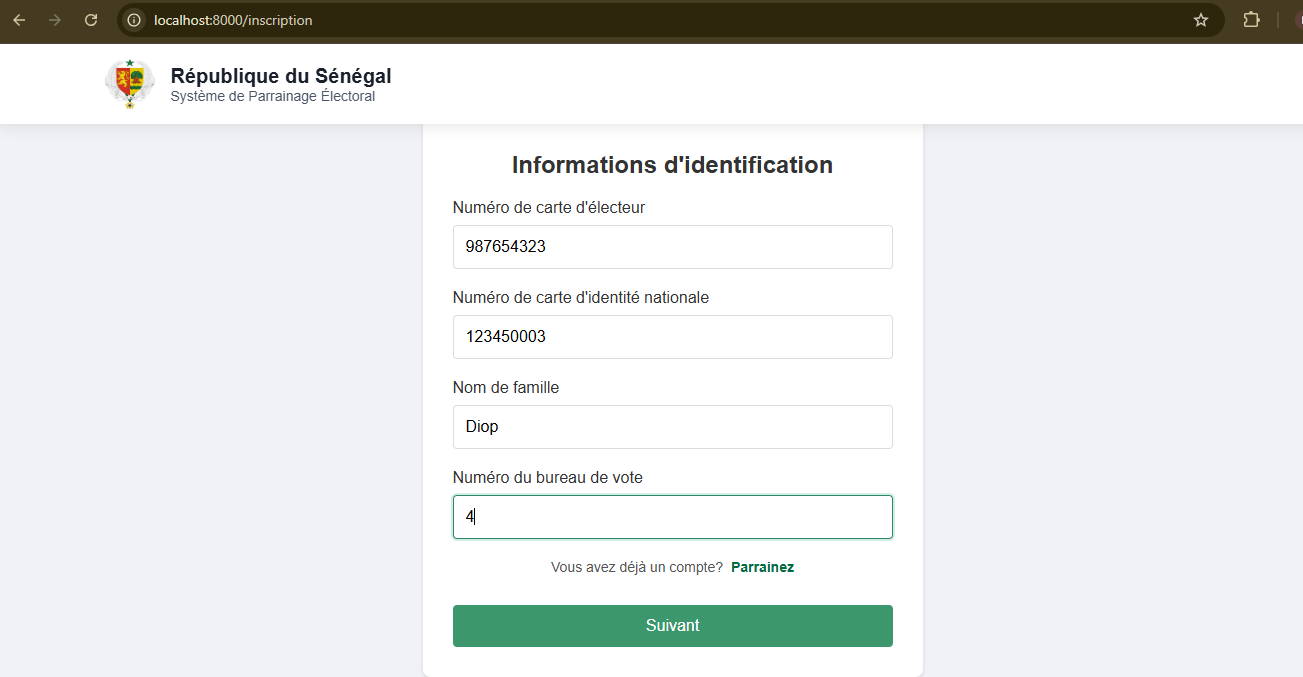 localhost:8000/inscription
République du Sénégal
Système de Parrainage Électoral
Informations d'identification
Numéro de carte d'électeur
987654323
Numéro de carte d'identité nationale
123450003
Nom de famille
Diop
Numéro du bureau de vote
4
Vous avez déjà un compte? Parrainez
Suivant